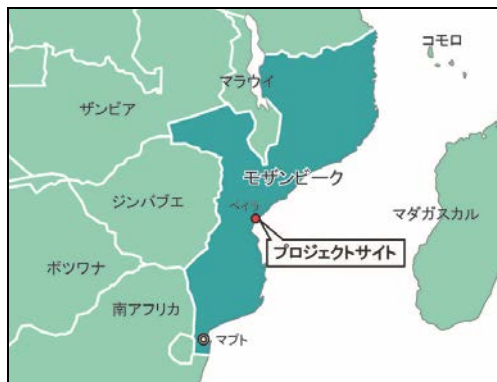 コモロ
マラウイ
ザンビア
モザンビーク
ジンバブエ
ベイラ
マダガスカル
プロジェクトサイト
ボツワナ
南アフリカ
マプト